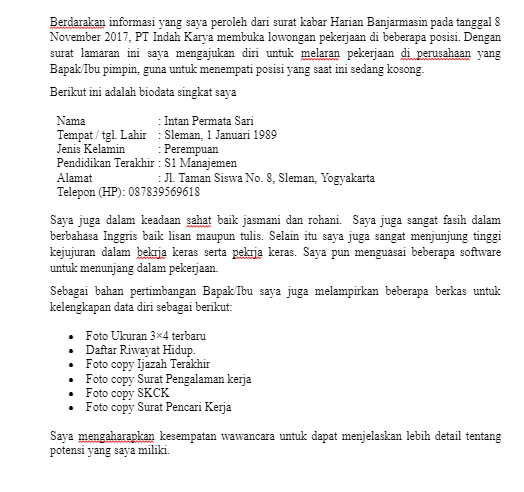 Berdarakan informasi yang saya peroleh dari surat kabar Harian Banjarmasin pada tanggal 8
November 2017, PT Indah Karya membuka lowongan pekerjaan di beberapa posisi. Dengan
surat lamaran ini saya mengajukan diri untuk melaran pekerjaan di perusahaan yang
Bapak/Ibu pimpin, guna untuk menempati posisi yang saat ini sedang kosong.
Berikut ini adalah biodata singkat saya
Nama : Intan Permata Sari
Tempat / tgl. Lahir : Sleman, 1 Januari 1989
Jenis Kelamin : Perempuan
Pendidikan Terakhir : S1 Manajemen
Alamat : Jl. Taman Siswa No. 8, Sleman, Yogyakarta
Telepon (HP): 087839569618
Saya juga dalam keadaan sahat baik jasmani dan rohani. Saya juga sangat fasih dalam
berbahasa Inggris baik lisan maupun tulis. Selain itu saya juga sangat menjunjung tinggi
kejujuran dalam bekrja keras serta pekrja keras. Saya pun menguasai beberapa software
untuk menunjang dalam pekerjaan.
Sebagai bahan pertimbangan Bapak/Ibu saya juga melampirkan beberapa berkas untuk
kelengkapan data diri sebagai berikut:
• Foto Ukuran 3×4 terbaru
• Daftar Riwayat Hidup.
• Foto copy Ijazah Terakhir
• Foto copy Surat Pengalaman kerja
• Foto copy SKCK
• Foto copy Surat Pencari Kerja
Saya mengaharapkan kesempatan wawancara untuk dapat menjelaskan lebih detail tentang
potensi yang saya miliki.